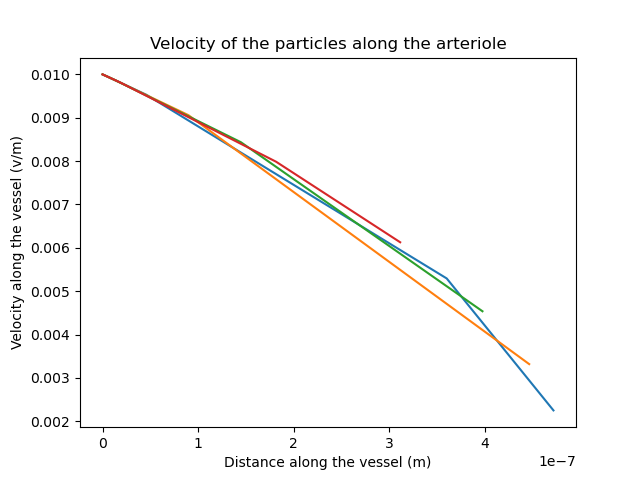 Velocity of the particles along the arteriole
0.010
0.009
0.008
0.007
0.006
0.005
0.004
0.003
0.002
Velocity along the vessel (v/m)
0 1 2 3 4
1e−7
Distance along the vessel (m)